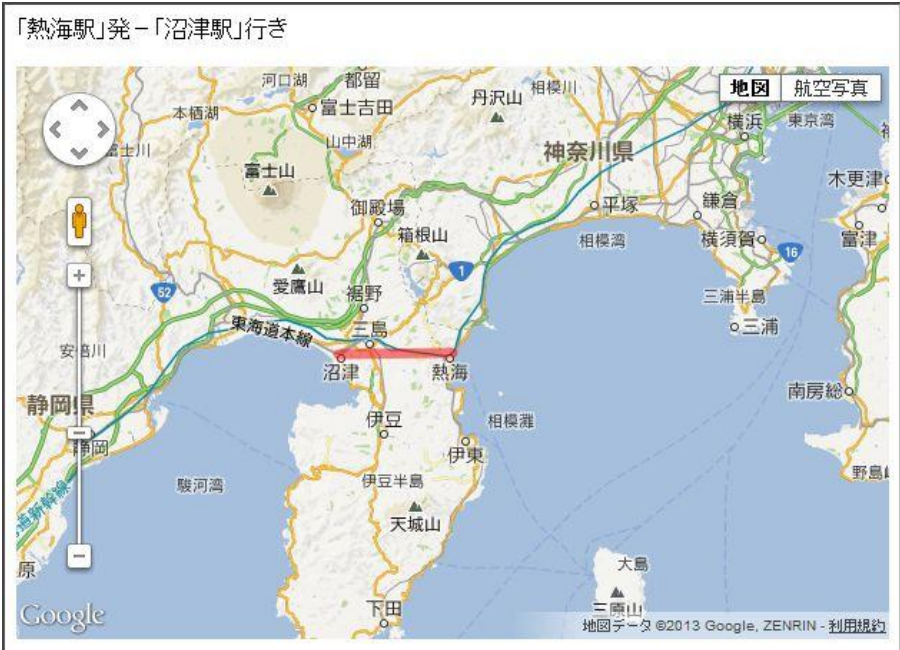 「熱海駅」発－「沼津駅」行き
河口湖
都留
富士吉田
丹沢山
相模川
地図
航空写真
本栖湖
横浜
東京湾
富士川
山中湖
神奈川県
富士山
木更津
御殿場
平塚
鎌倉
箱根山
相模湾
横須賀
富津
16
1
愛鷹山
裾野
52
三浦半島
東海道本線
三島
三浦
安倍川
沼津
熱海
南房総
静岡県
伊豆
相模灘
静岡
伊東
駿河湾
伊豆半島
野島
天城山
原
大島
下田
三原山
Google
地図データ ©2013 Google, ZENRIN - 利用規約